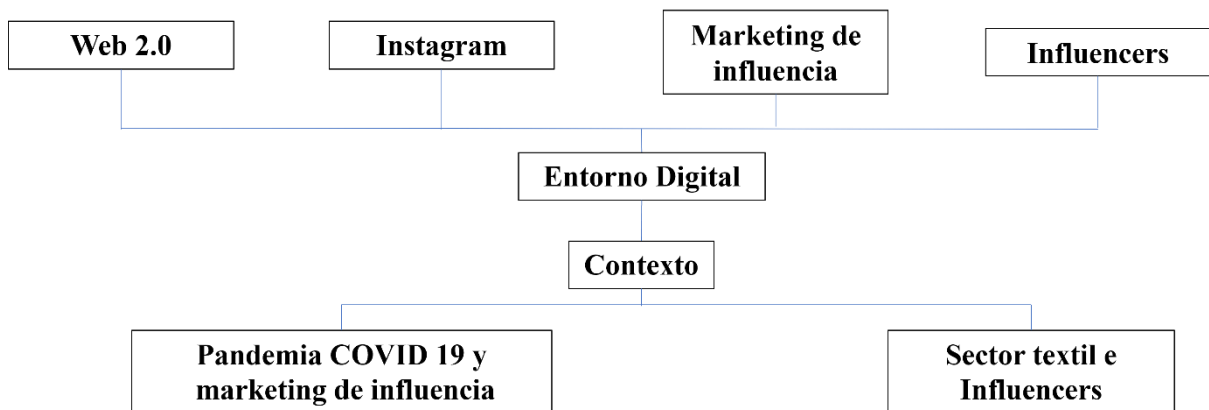 Web 2.0
Instagram
Marketing de
influencia
Influencers
Entorno Digital
Contexto
Pandemia COVID 19 y
marketing de influencia
Sector textil e
Influencers